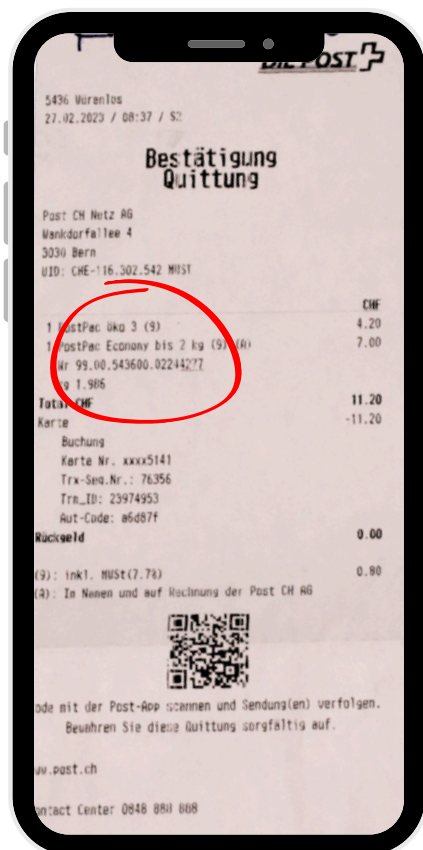 DIE POST
5436 Würenlos
27.02.2023 / 08:37 / S2
Bestätigung
Quittung
Post CH Netz AG
Wankdorfallee 4
3030 Bern
UID: CHE-116.302.542 MWST
CHF
1 PostPac öko 3 (9) 4.20
1 PostPac Economy bis 2 kg (9) (A) 7.00
Nr 99.00.543600.02244277
kg 1.986
Total CHF 11.20
Karte -11.20
Buchung
Karte Nr. xxxx5141
Trx-Seq.Nr.: 76356
Trm_ID: 23974953
Aut-Code: a6d87f
Rückgeld 0.00
(9): inkl. MWSt(7.7%) 0.80
(A): In Namen und auf Rechnung der Post CH AG
ode mit der Post-App scannen und Sendung(en) verfolgen.
Bewahren Sie diese Quittung sorgfältig auf.
ww.post.ch
ontact Center 0848 888 888